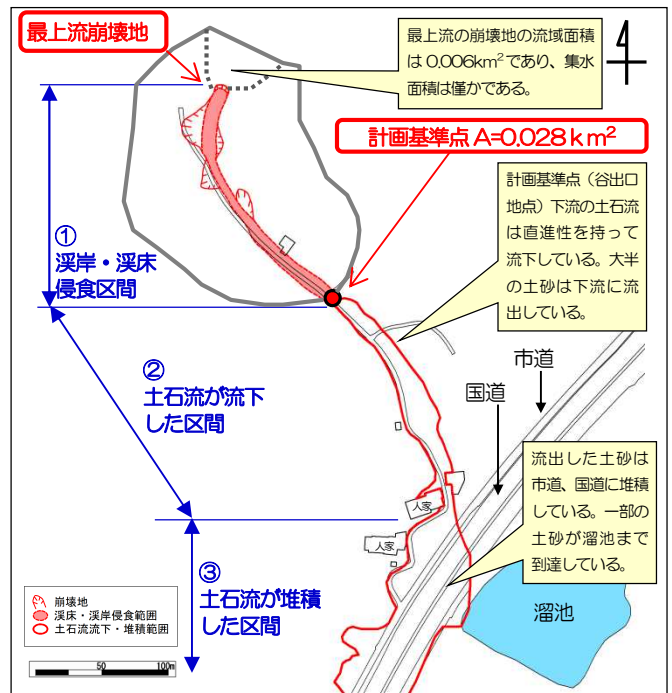 最上流崩壊地
最上流の崩壊地の流域面積
は0.006km²であり、集水
面積は僅かである。
4
計画基準点 A=0.028ｋｍ²
計画基準点（谷出口
地点）下流の土石流
は直進性を持って
流下している。大半
の土砂は下流に流
出している。
①
渓岸・渓床
侵食区間
②
土石流が流下
した区間
市道
国道
流出した土砂は
市道、国道に堆積
している。一部の
土砂が溜池まで
到達している。
人家
人家
③
土石流が堆積
した区間
溜池
崩壊地
渓床・渓岸侵食範囲
土石流流下・堆積範囲
50 100m